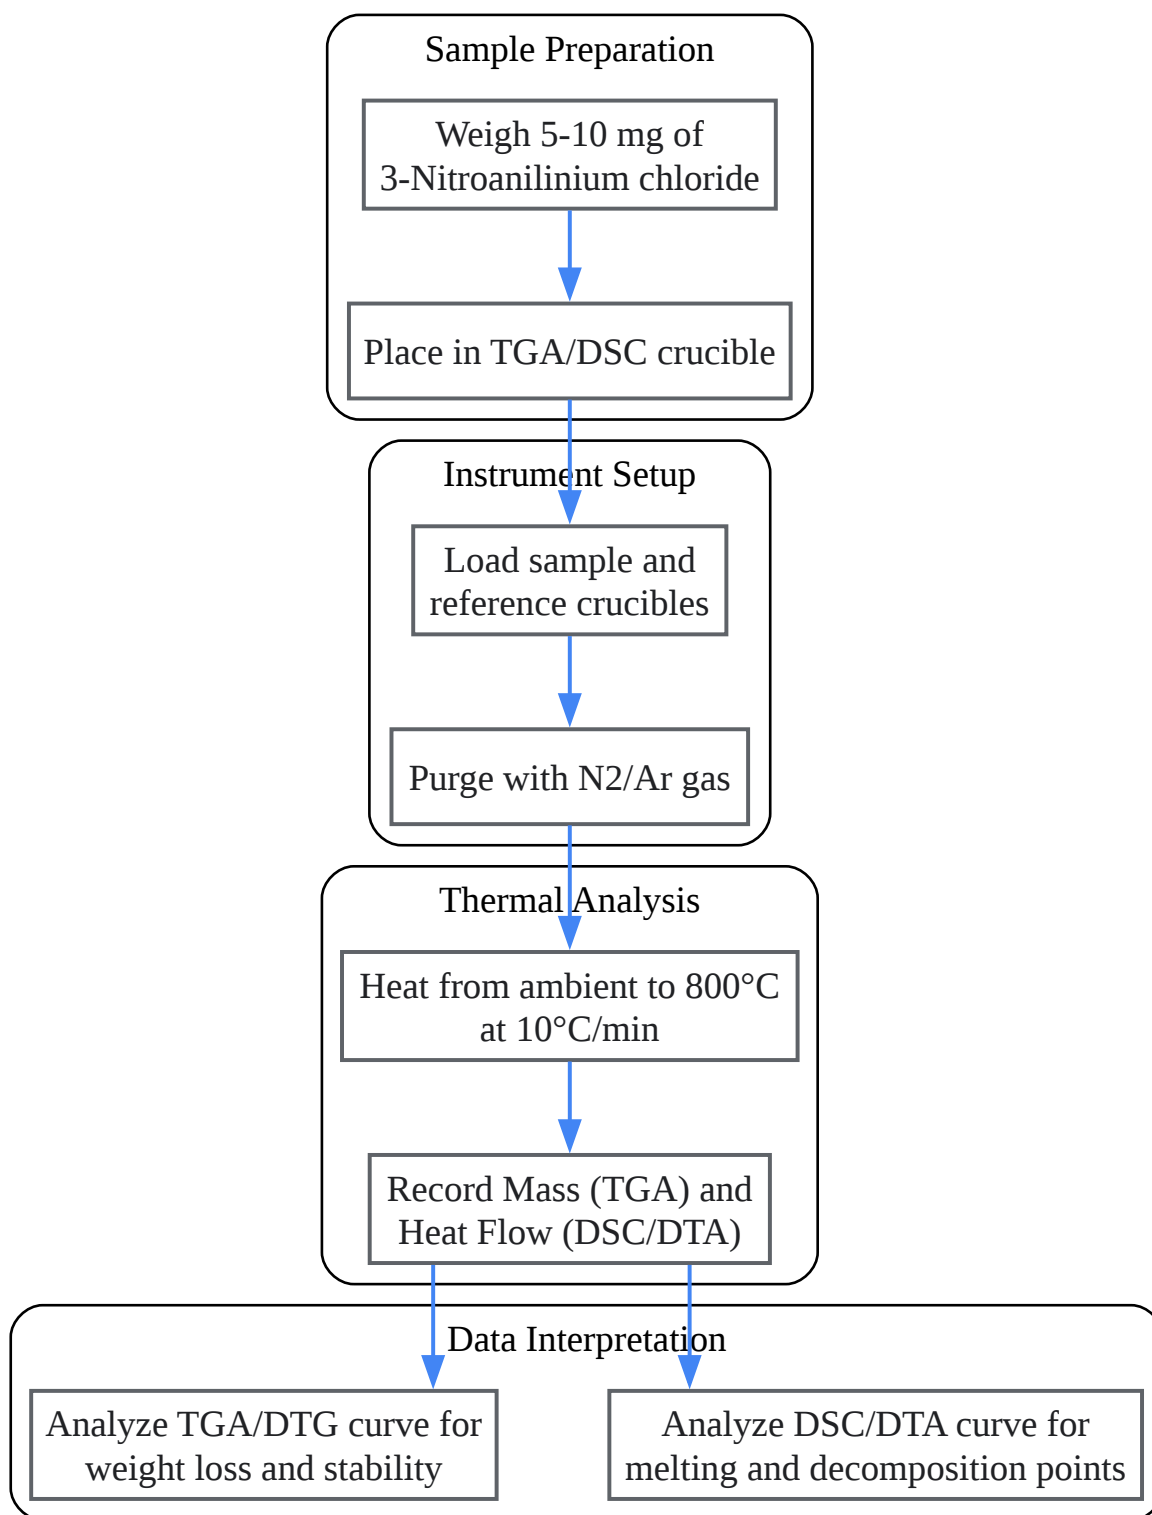 Sample Preparation
Weigh 5-10 mg of
3-Nitroanilinium chloride
Place in TGA/DSC crucible
Instrument Setup
Load sample and
reference crucibles
Purge with N2/Ar gas
Thermal Analysis
Heat from ambient to 800°C
at 10°C/min
Record Mass (TGA) and
Heat Flow (DSC/DTA)
Data Interpretation
Analyze TGA/DTG curve for
weight loss and stability
Analyze DSC/DTA curve for
melting and decomposition points